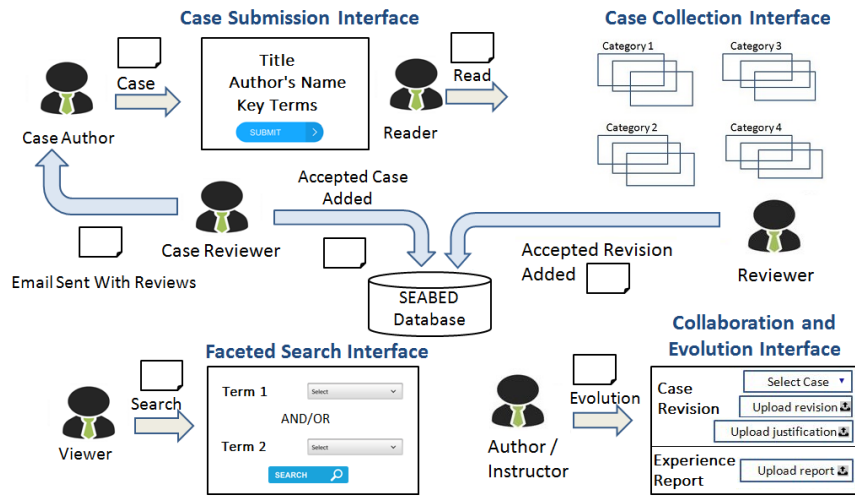 Case Submission Interface
Case
Case Author
Title
Author's Name
Key Terms
SUBMIT
Reader
Read
Case Collection Interface
Category 1
Category 3
Category 2
Category 4
Accepted Case
Added
Case Reviewer
Email Sent With Reviews
SEABED
Database
Accepted Revision
Added
Reviewer
Faceted Search Interface
Search
Viewer
Term 1
Select
AND/OR
Term 2
Select
SEARCH
Collaboration and
Evolution Interface
Evolution
Author /
Instructor
Case
Revision
Select Case
Upload revision
Upload justification
Experience
Report
Upload report